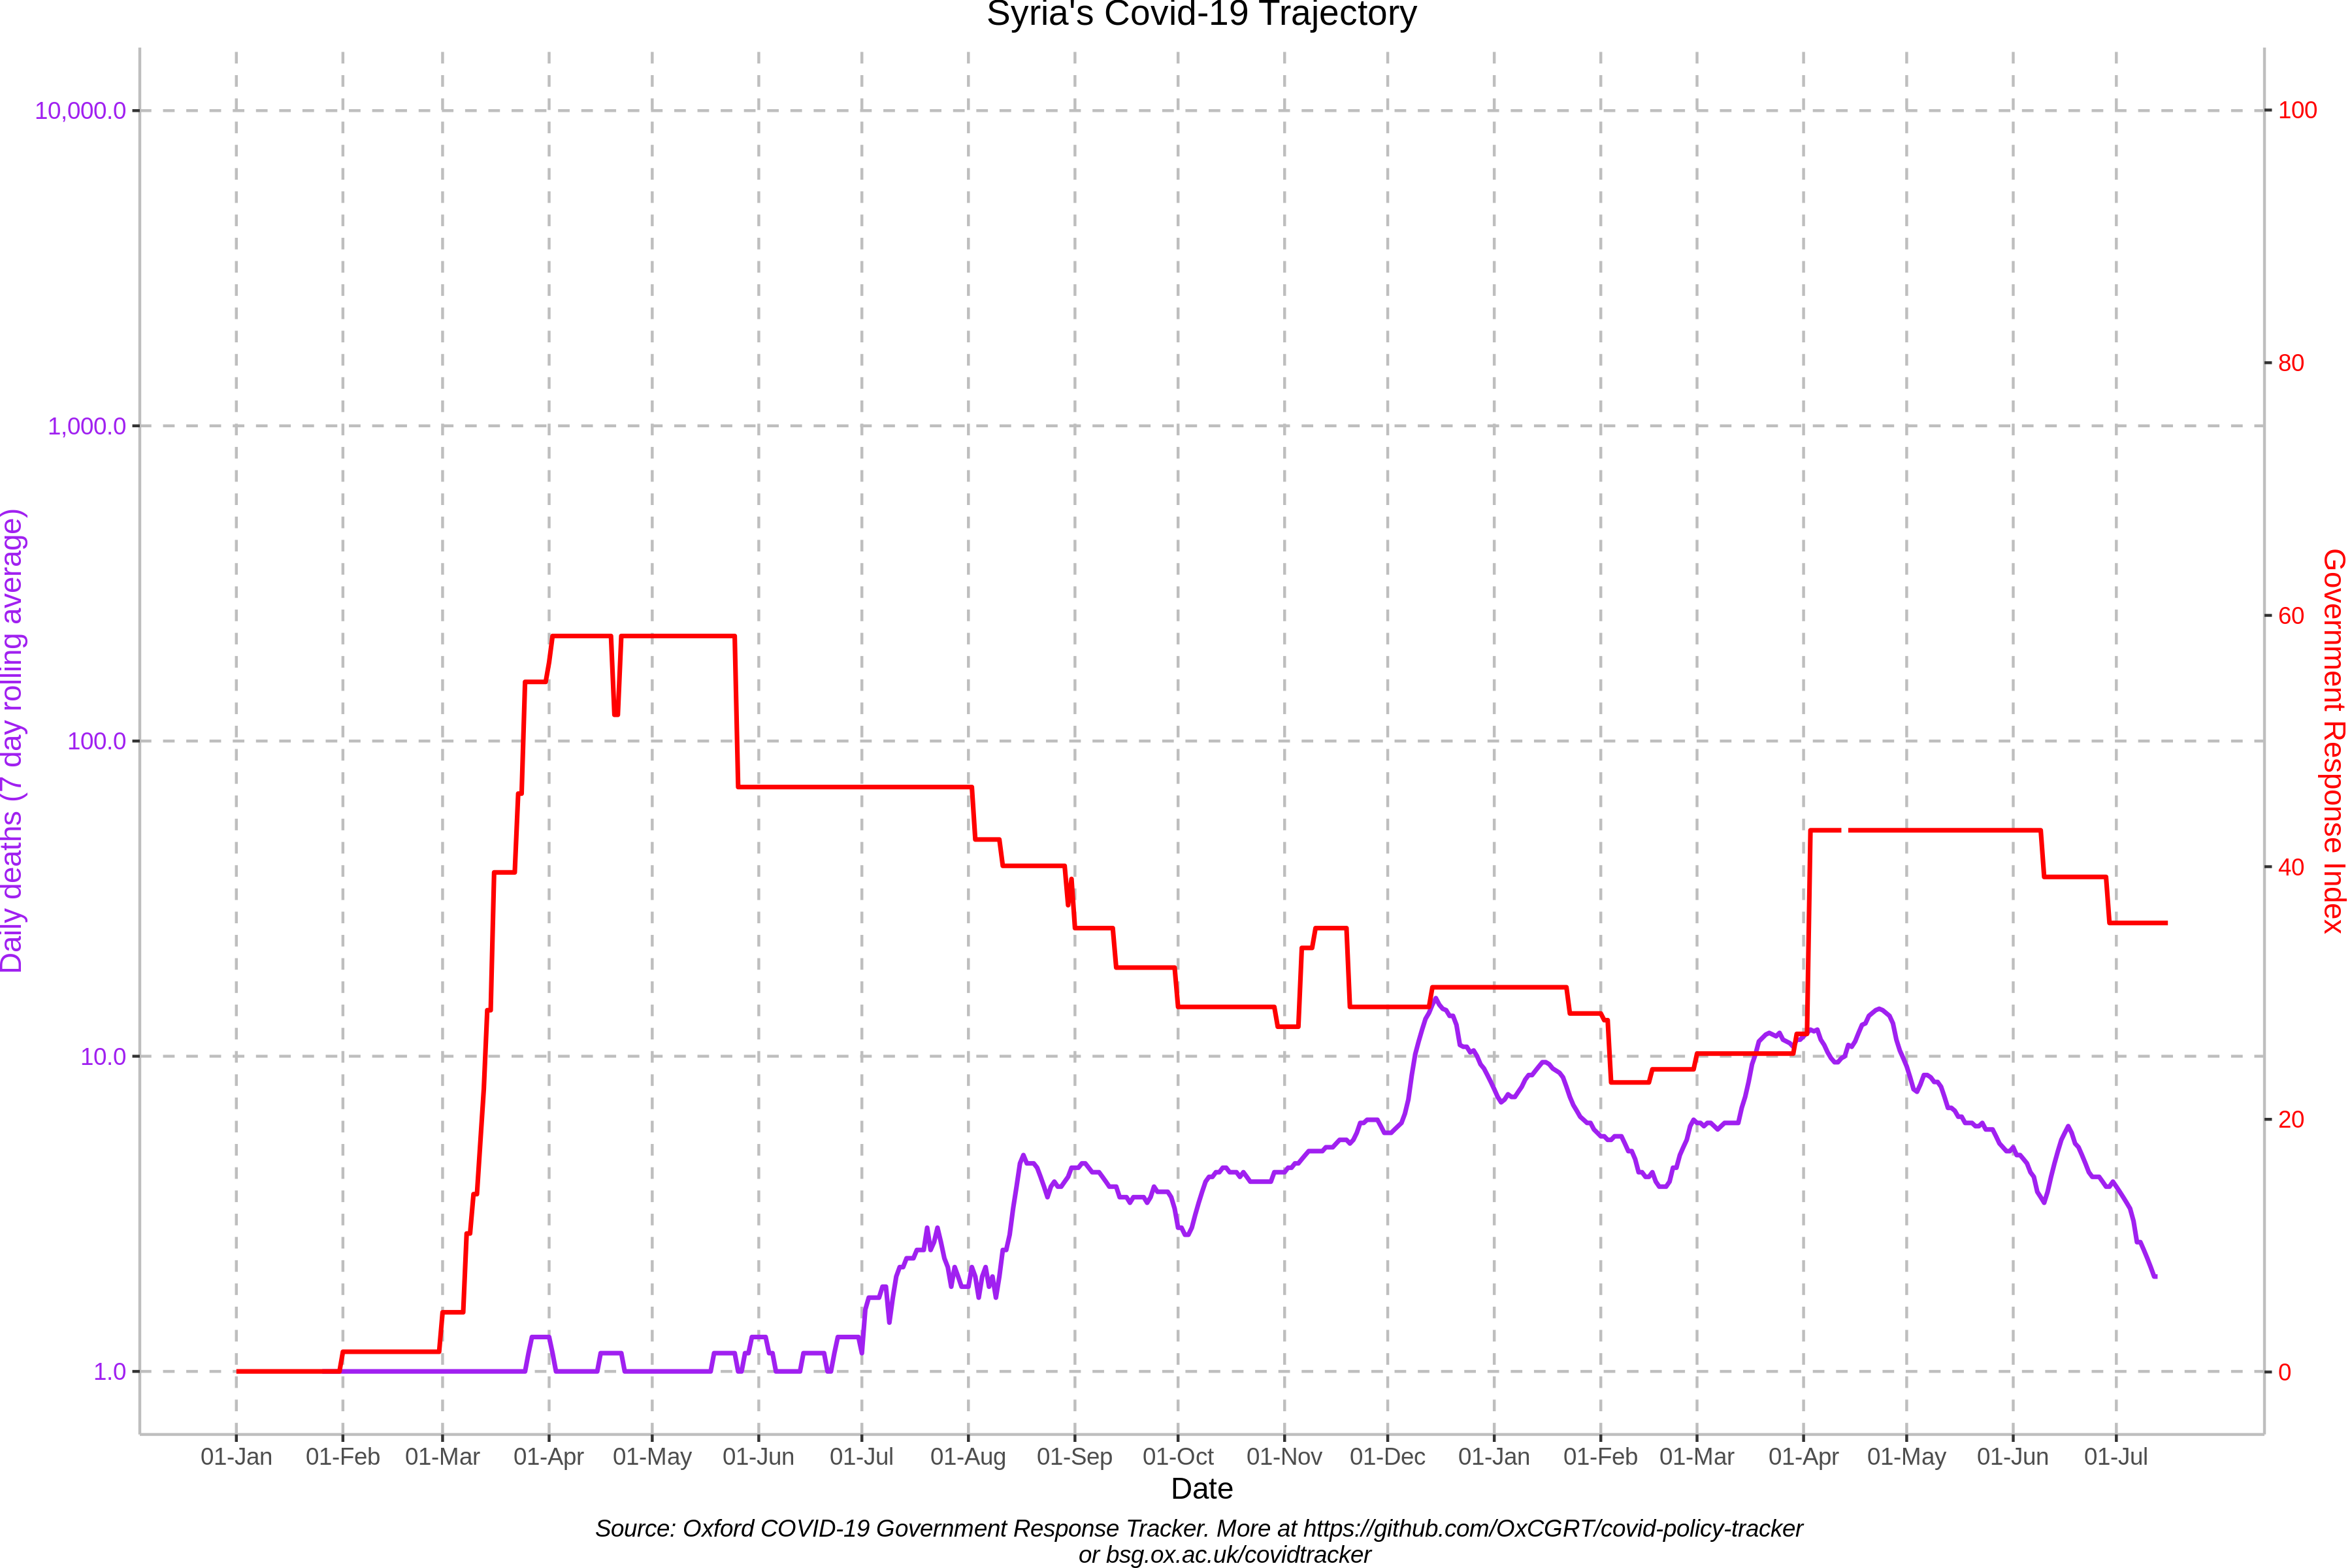 Syria's Covid-19 Trajectory
10,000.0
1,000.0
100.0
10.0
1.0
Daily deaths (7 day rolling average)
100
80
60
40
20
0
Government Response Index
01-Jan 01-Feb 01-Mar 01-Apr 01-May 01-Jun 01-Jul 01-Aug 01-Sep 01-Oct 01-Nov 01-Dec 01-Jan 01-Feb 01-Mar 01-Apr 01-May 01-Jun 01-Jul
Date
Source: Oxford COVID-19 Government Response Tracker. More at https://github.com/OxCGRT/covid-policy-tracker
or bsg.ox.ac.uk/covidtracker